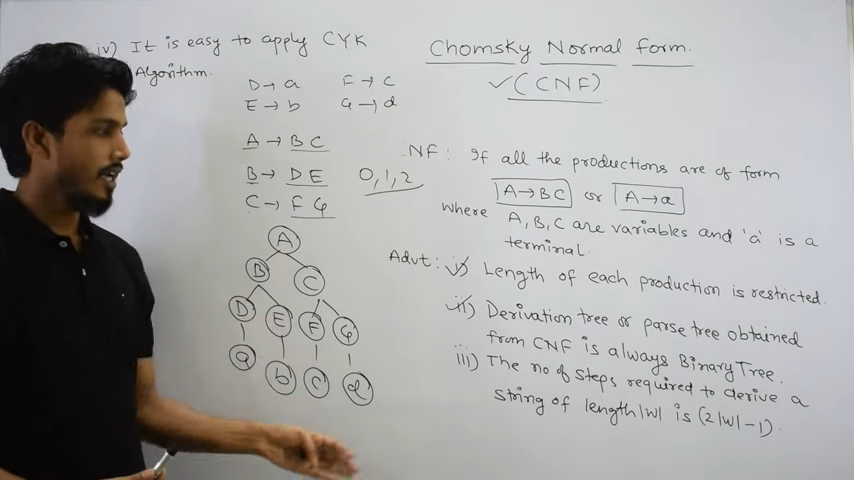 iv) It is easy to apply CYK
Algorithm.
Chomsky Normal form.
✓(CNF)
D→a F→c
E→b G→d
A→BC
B→DE 0,1,2
C→FG
NF: If all the productions are of form
A→BC or A→a
where A,B,C are variables and 'a' is a
terminal.
Advt: i) Length of each production is restricted.
ii) Derivation tree or parse tree obtained
from CNF is always Binary Tree.
iii) The no of steps required to derive a
string of length |w| is (2|w|-1).
A
B C
D E F G
a b c d